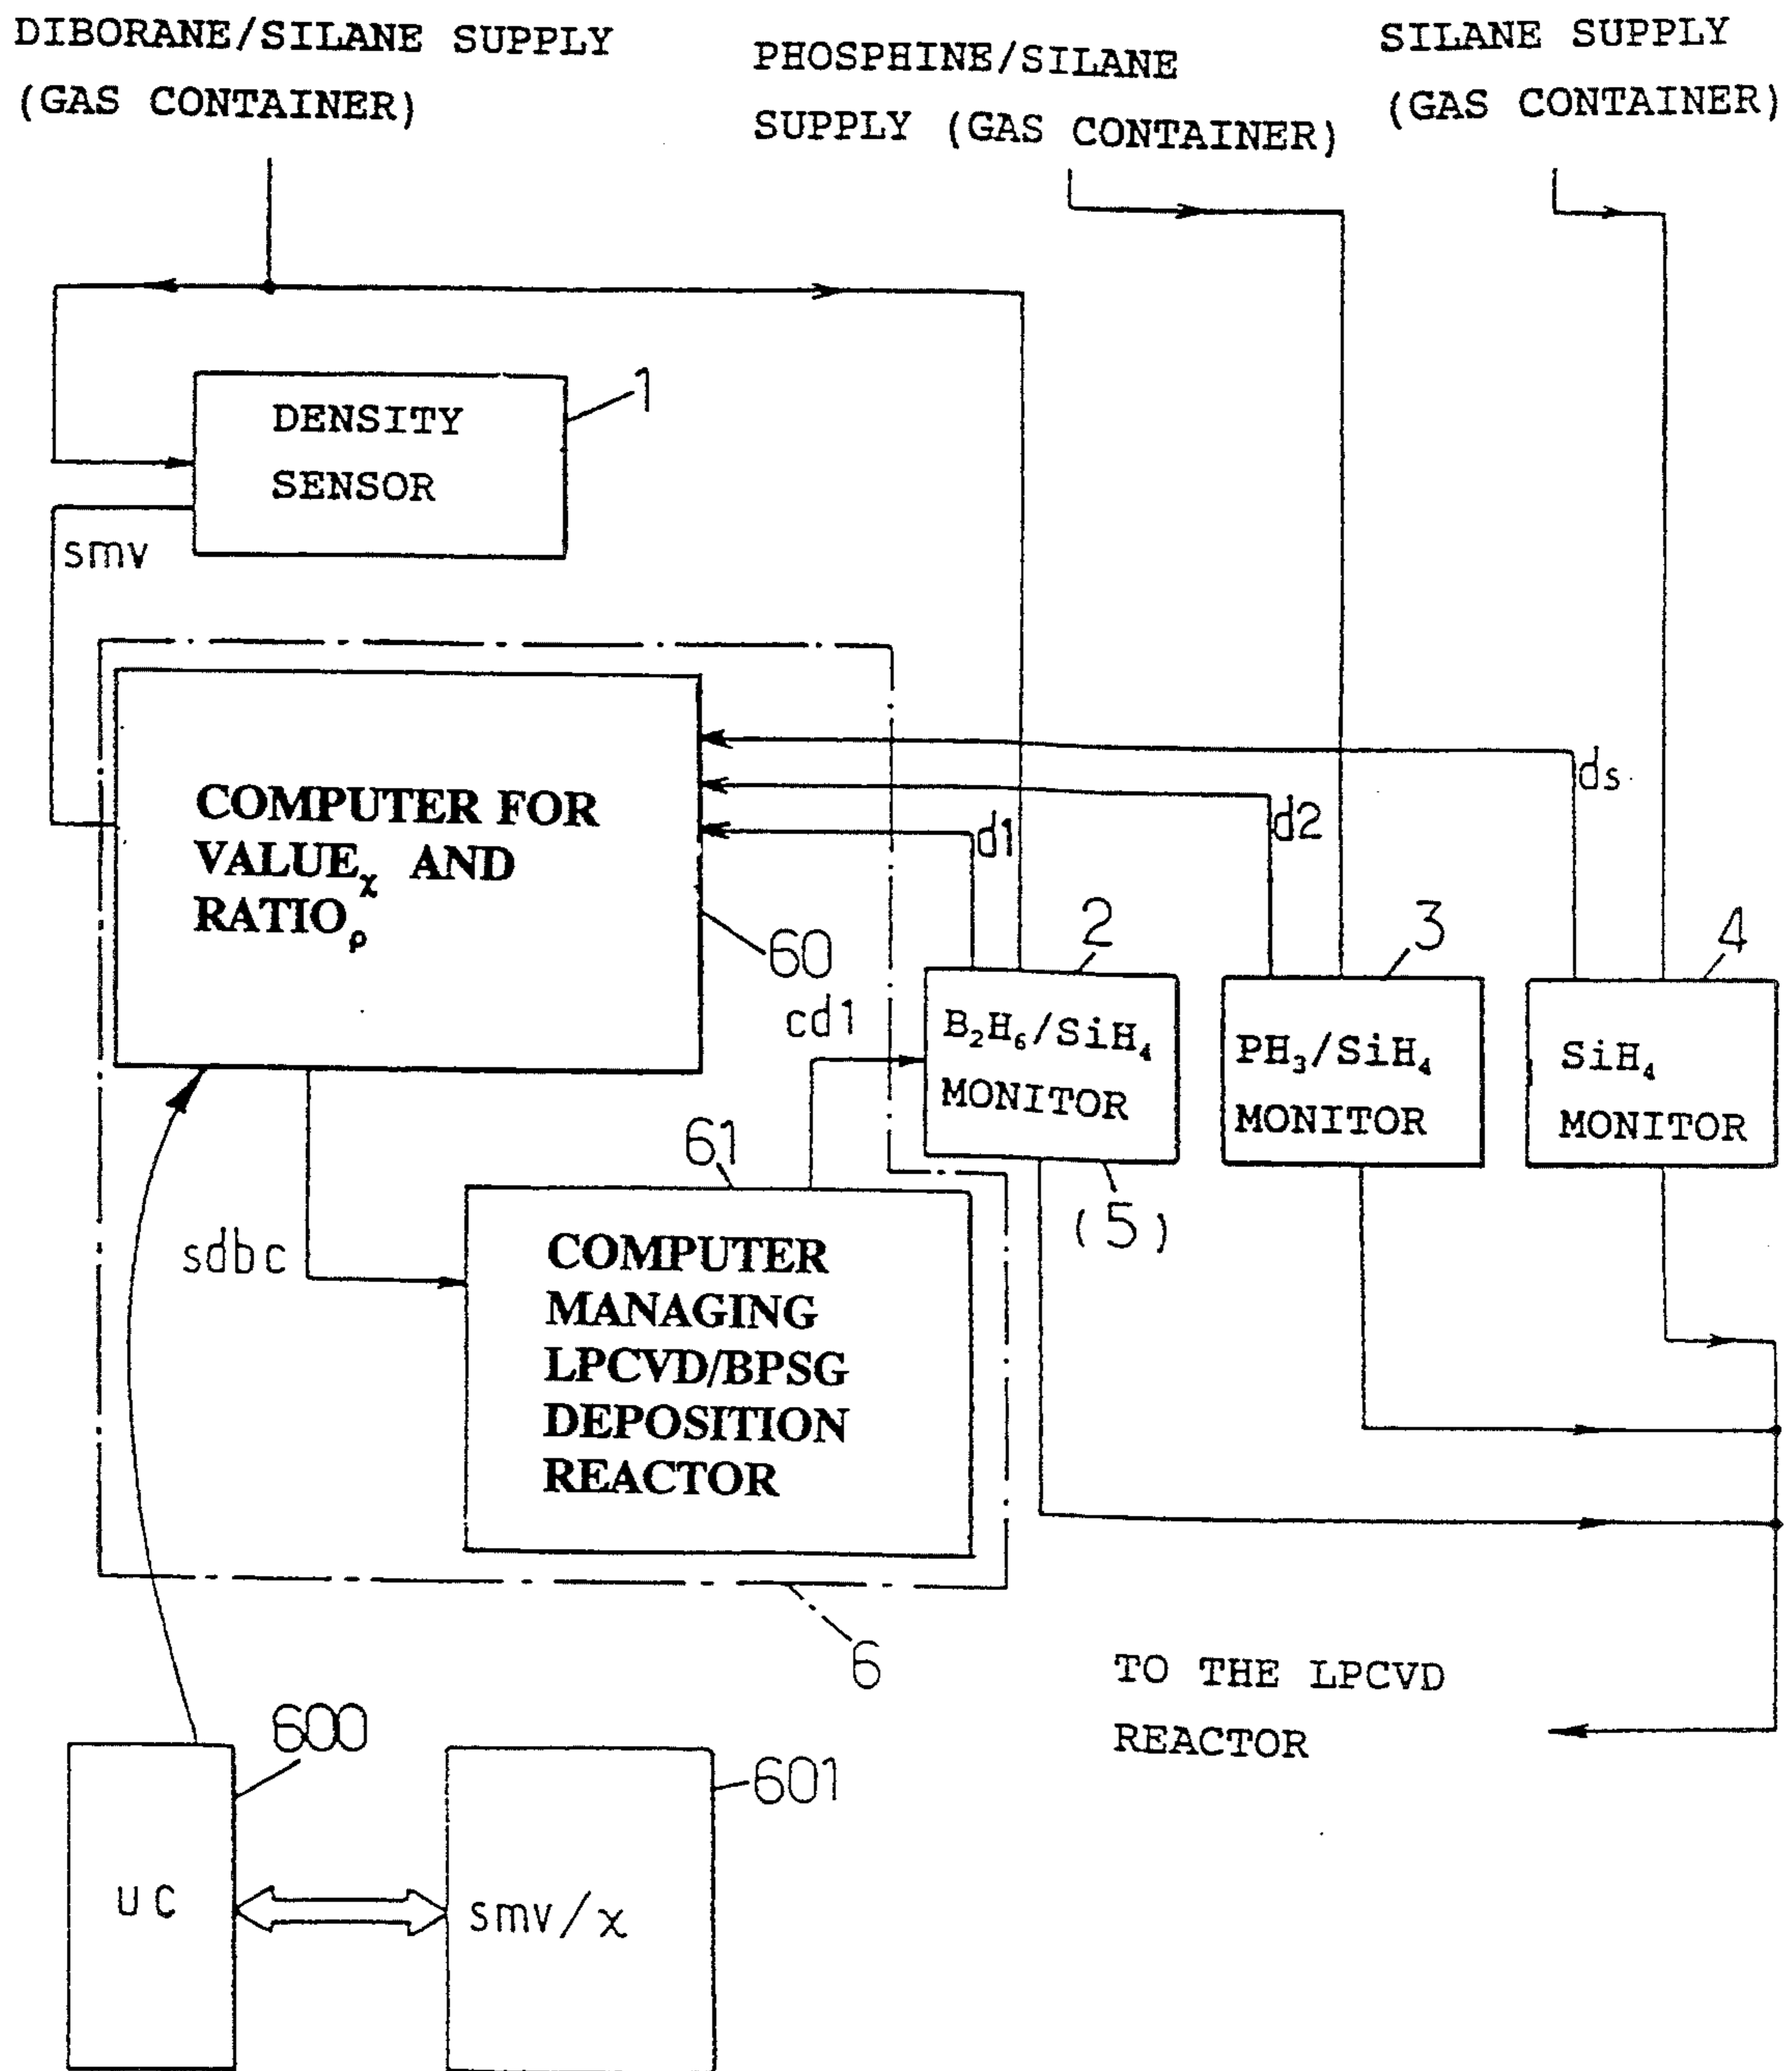 DIBORANE/SILANE SUPPLY
(GAS CONTAINER)
PHOSPHINE/SILANE
SUPPLY (GAS CONTAINER)
SILANE SUPPLY
(GAS CONTAINER)
1
DENSITY
SENSOR
smv
COMPUTER FOR
VALUEχ AND
RATIOρ
60
ds
d2
d1
2
3
4
cd1
B₂H₆/SiH₄
MONITOR
PH₃/SiH₄
MONITOR
SiH₄
MONITOR
(5)
61
sdbc
COMPUTER
MANAGING
LPCVD/BPSG
DEPOSITION
REACTOR
6
TO THE LPCVD
REACTOR
600
601
UC
smv/χ